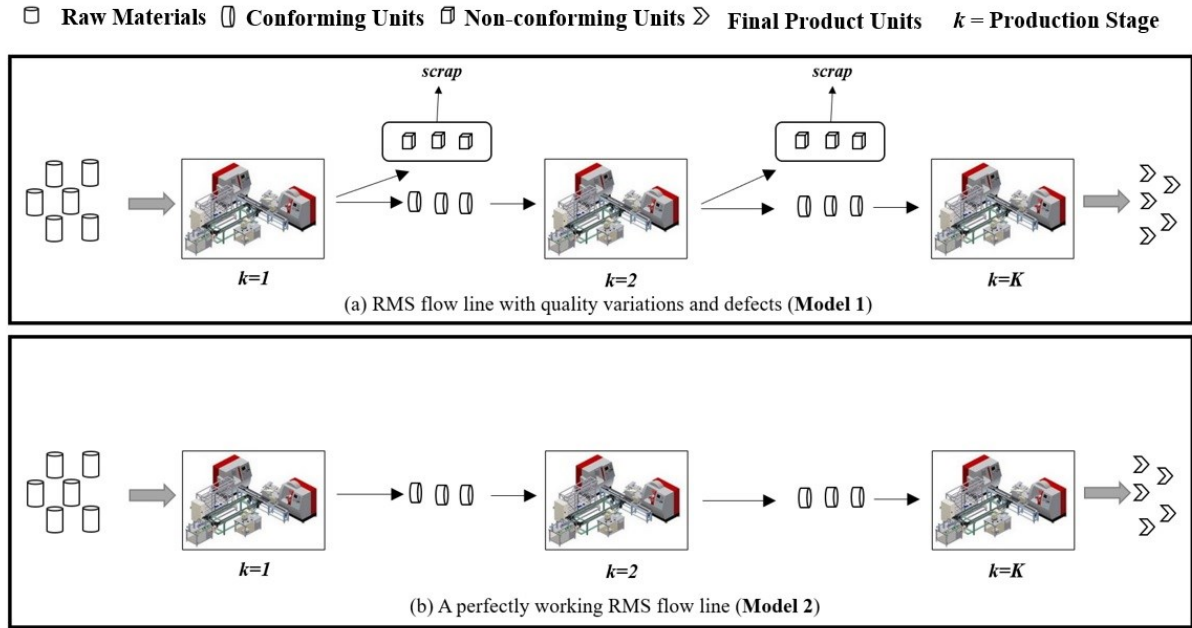 Raw Materials Conforming Units Non-conforming Units Final Product Units k = Production Stage
scrap scrap
k=1 k=2 k=K
(a) RMS flow line with quality variations and defects (Model 1)
k=1 k=2 k=K
(b) A perfectly working RMS flow line (Model 2)